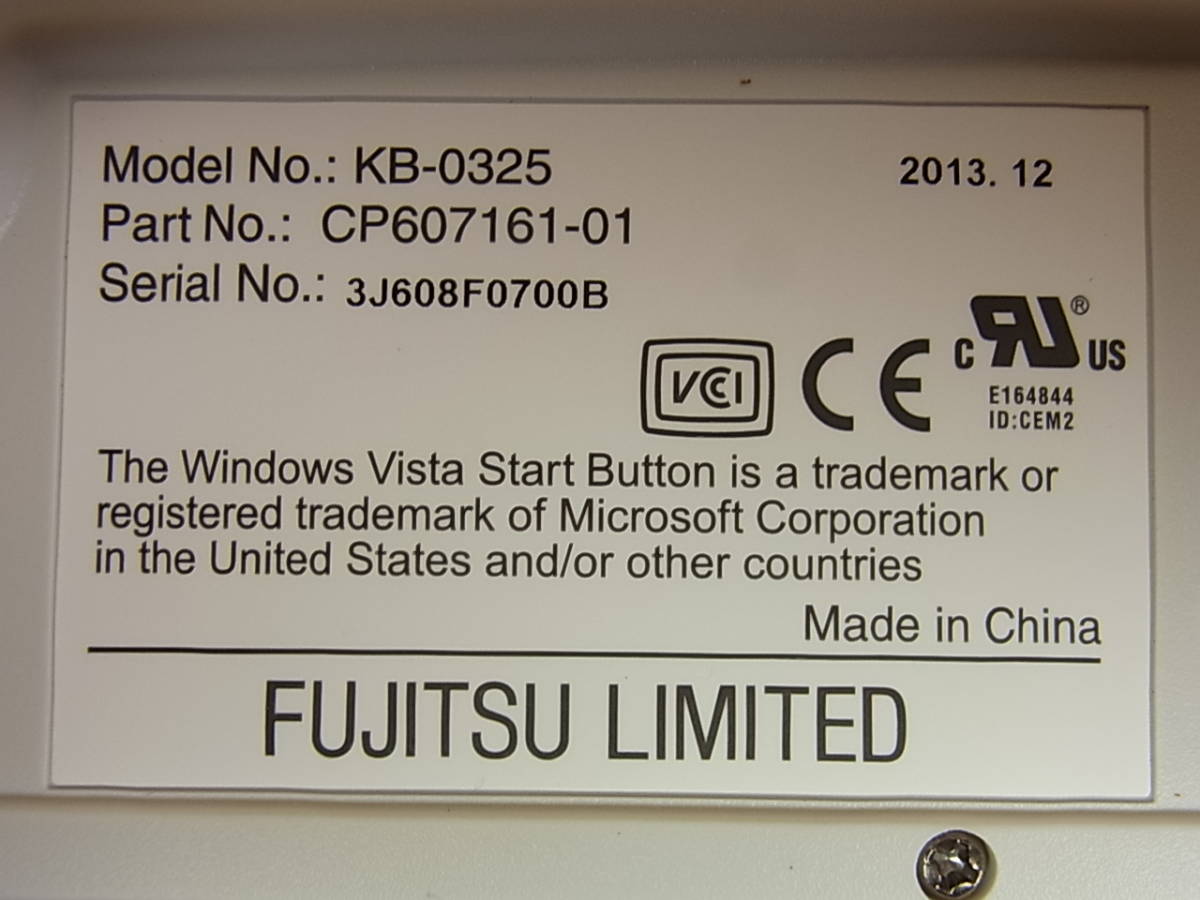 Model No.: KB-0325 2013. 12
Part No.: CP607161-01
Serial No.: 3J608F0700B
VCCI CE c RU ® US
E164844
ID:CEM2
The Windows Vista Start Button is a trademark or
registered trademark of Microsoft Corporation
in the United States and/or other countries
Made in China
FUJITSU LIMITED